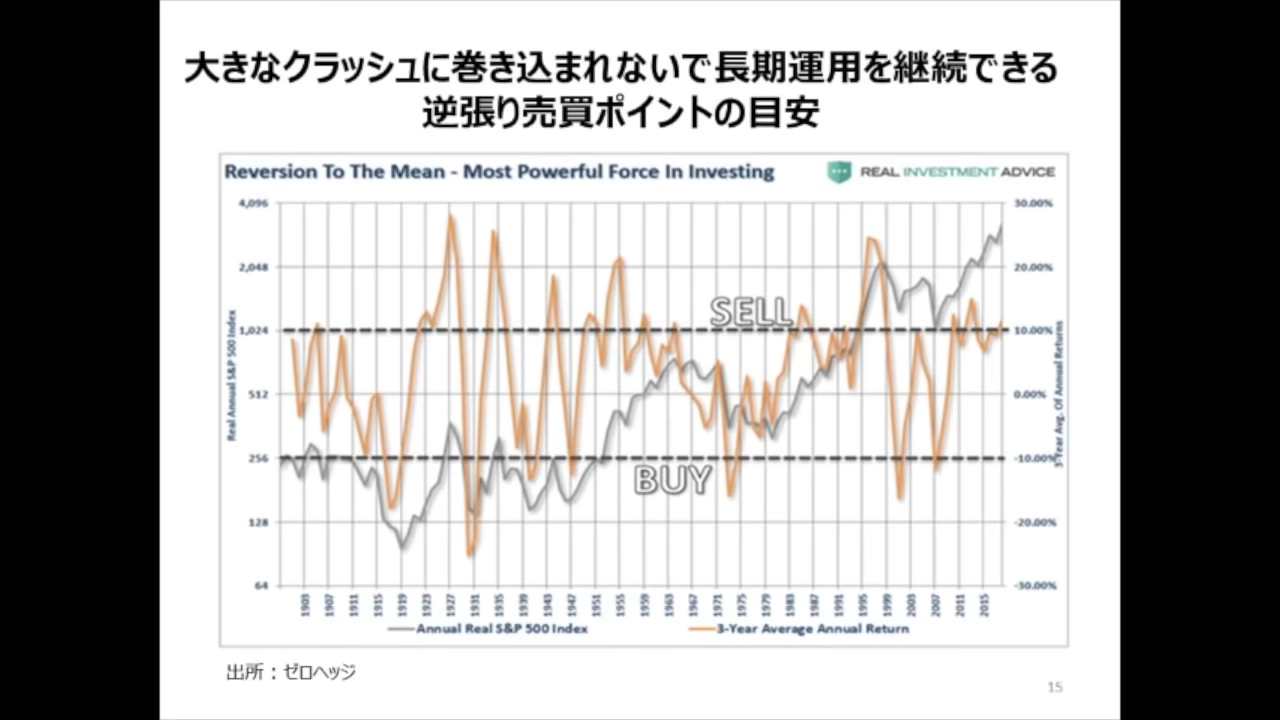 大きなクラッシュに巻き込まれないで長期運用を継続できる
逆張り売買ポイントの目安
Reversion To The Mean - Most Powerful Force In Investing
REAL INVESTMENT ADVICE
4,096
2,048
1,024
512
256
128
64
Real Annual S&P 500 Index
SELL
BUY
30.00%
20.00%
10.00%
0.00%
-10.00%
-20.00%
-30.00%
3-Year Avg. Of Annual Returns
1903 1907 1911 1915 1919 1923 1927 1931 1935 1939 1943 1947 1951 1955 1959 1963 1967 1971 1975 1979 1983 1987 1991 1995 1999 2003 2007 2011 2015
Annual Real S&P 500 Index 3-Year Average Annual Return
出所：ゼロヘッジ
15